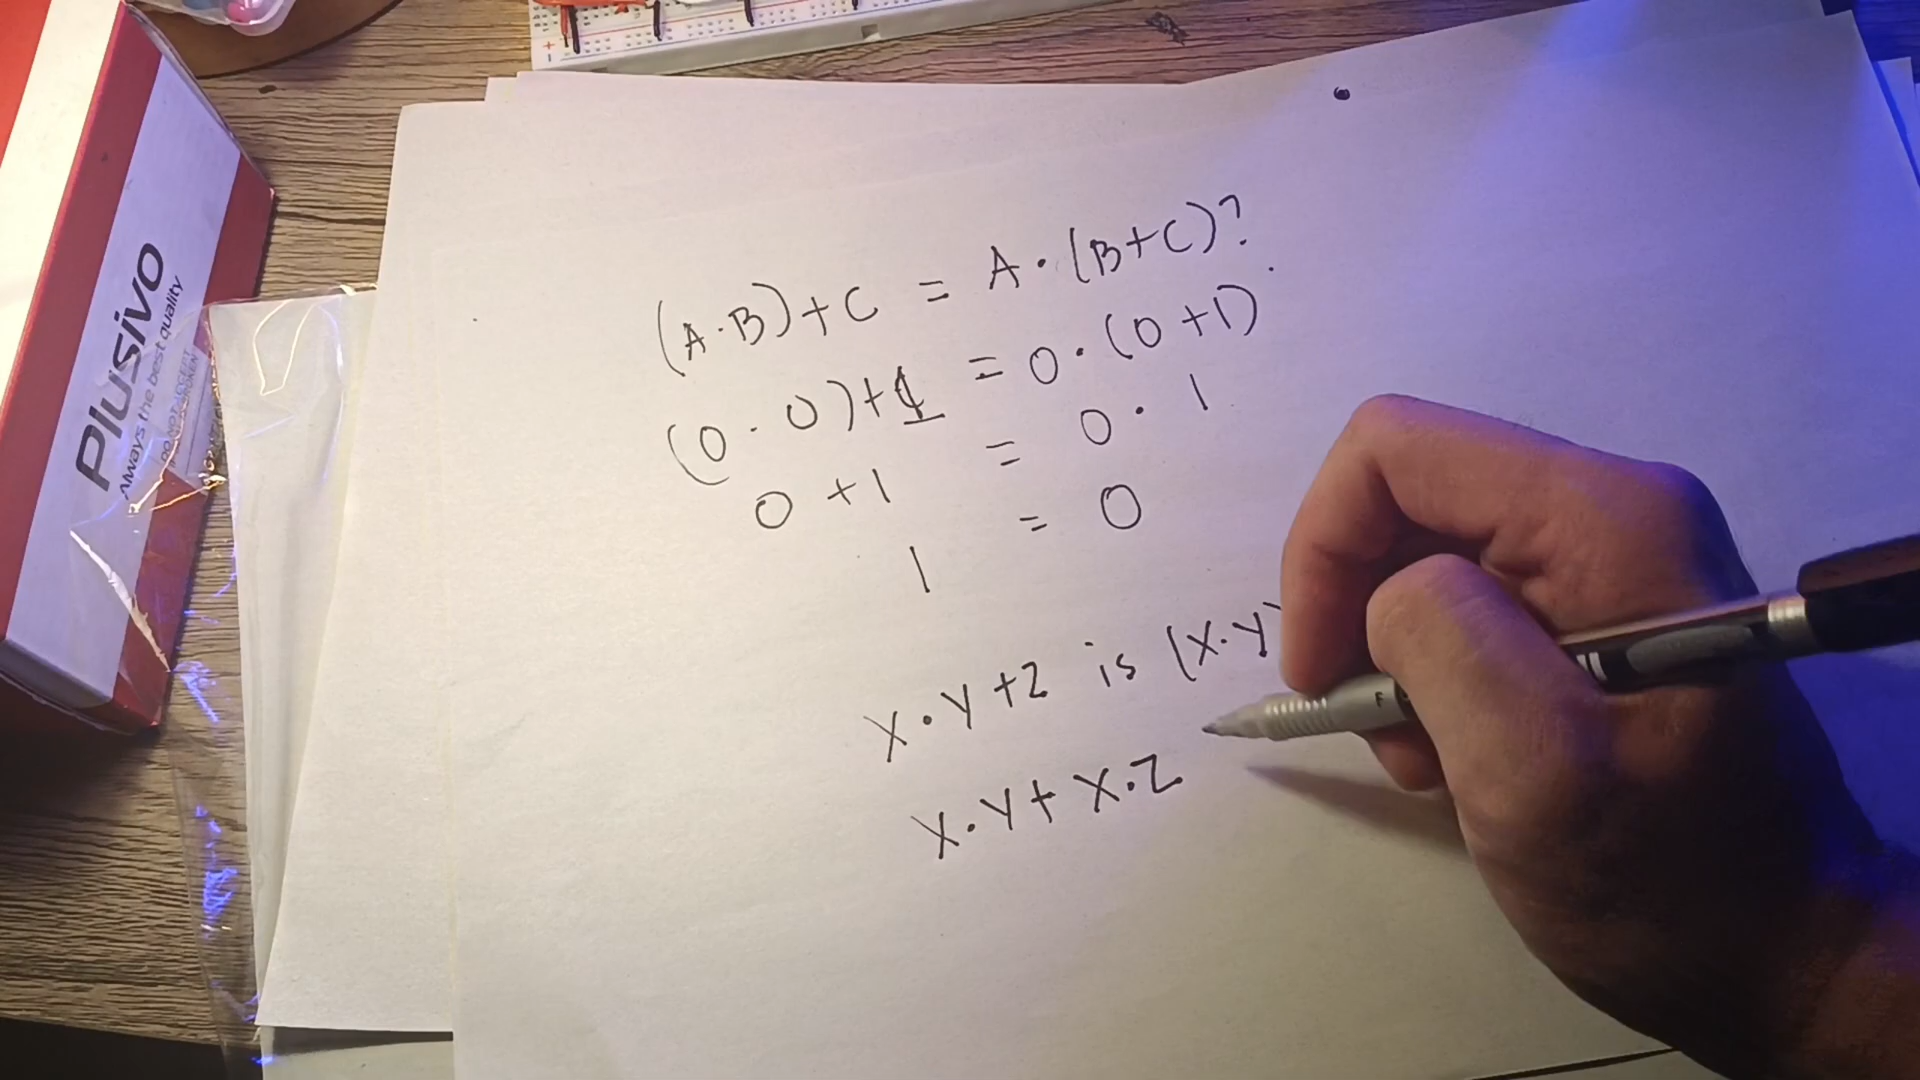 Plusivo
Always the best quality
(A·B)+C = A·(B+C)?
(0·0)+1 = 0·(0+1)
0+1 = 0·1
1 = 0
X·Y+Z is (X·Y)
X·Y+X·Z
F